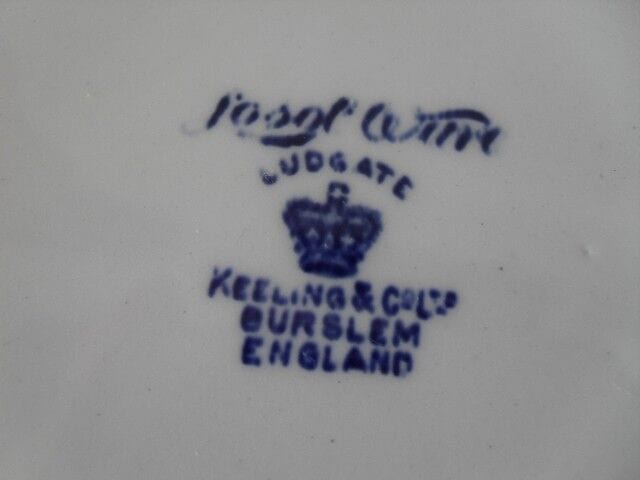 Losol Ware
LUDGATE
KEELING & CO LTD
BURSLEM
ENGLAND